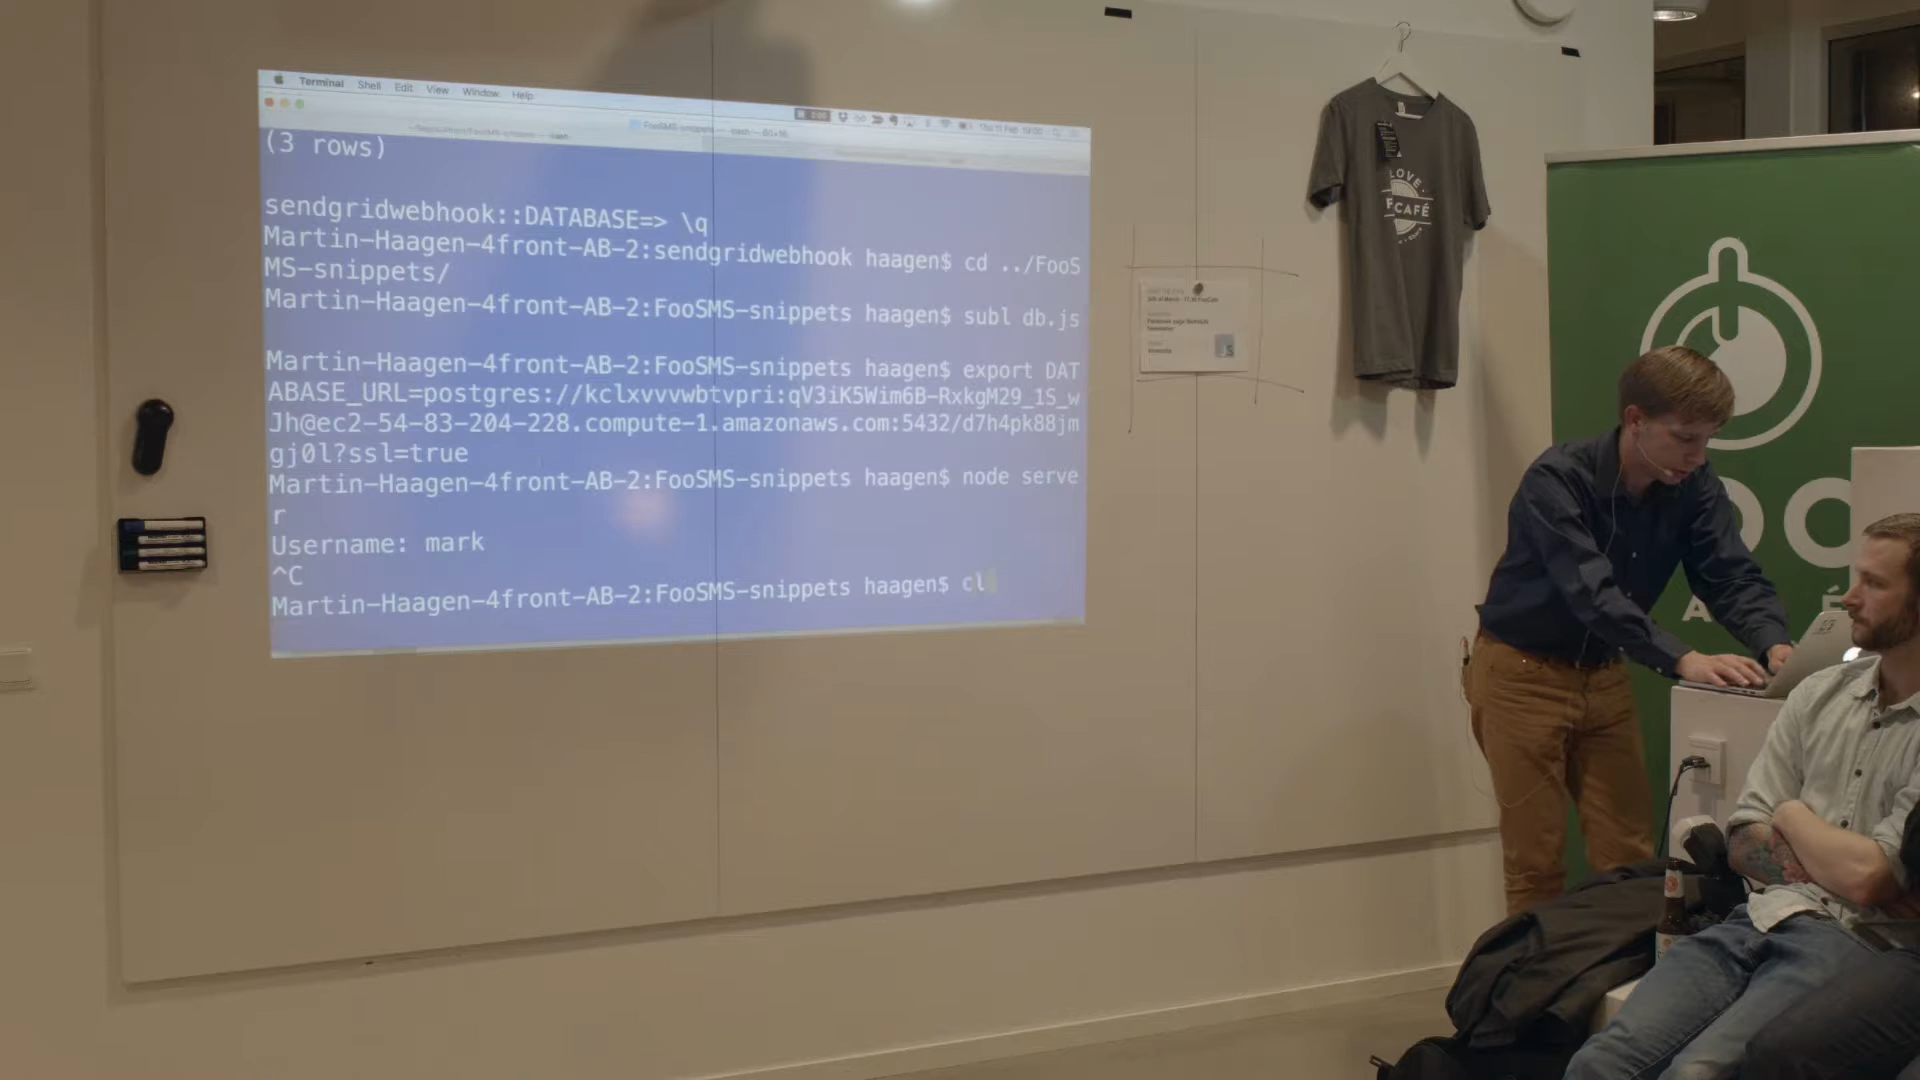 Terminal Shell Edit View Window Help
(3 rows)
sendgridwebhook::DATABASE=> \q
Martin-Haagen-4front-AB-2:sendgridwebhook haagen$ cd ../FooS
MS-snippets/
Martin-Haagen-4front-AB-2:FooSMS-snippets haagen$ subl db.js
Martin-Haagen-4front-AB-2:FooSMS-snippets haagen$ export DAT
ABASE_URL=postgres://kclxvvvwbtvpri:qV3iK5Wim6B-RxkgM29_1S_w
Jh@ec2-54-83-204-228.compute-1.amazonaws.com:5432/d7h4pk88jm
gj0l?ssl=true
Martin-Haagen-4front-AB-2:FooSMS-snippets haagen$ node serve
r
Username: mark
^C
Martin-Haagen-4front-AB-2:FooSMS-snippets haagen$ cl
LOVE
F CAFÉ
JS